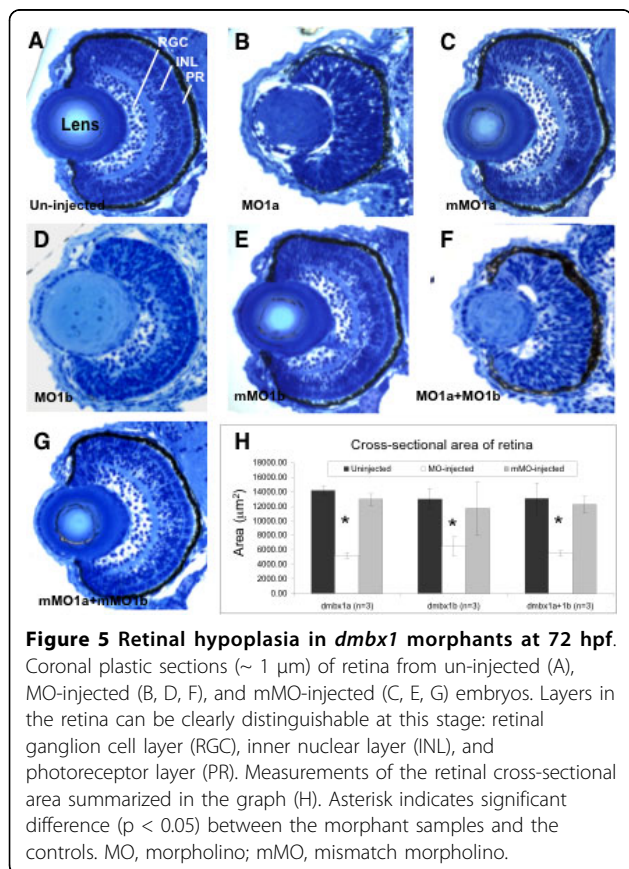 A
RGC
INL
PR
Lens
Un-injected
B
MO1a
C
mMO1a
D
MO1b
E
mMO1b
F
MO1a+MO1b
G
mMO1a+mMO1b
H
Cross-sectional area of retina
Uninjected MO-injected mMO-injected
Area (μm²)
18000.00
16000.00
14000.00
12000.00
10000.00
8000.00
6000.00
4000.00
2000.00
0.00
* * *
dmbx1a (n=3) dmbx1b (n=3) dmbx1a+1b (n=3)
Figure 5 Retinal hypoplasia in dmbx1 morphants at 72 hpf.
Coronal plastic sections (~ 1 μm) of retina from un-injected (A),
MO-injected (B, D, F), and mMO-injected (C, E, G) embryos. Layers in
the retina can be clearly distinguishable at this stage: retinal
ganglion cell layer (RGC), inner nuclear layer (INL), and
photoreceptor layer (PR). Measurements of the retinal cross-sectional
area summarized in the graph (H). Asterisk indicates significant
difference (p < 0.05) between the morphant samples and the
controls. MO, morpholino; mMO, mismatch morpholino.